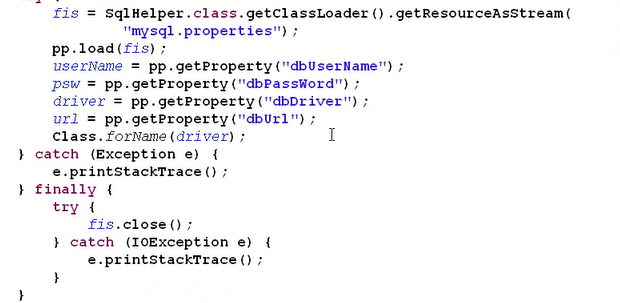 fis = SqlHelper.class.getClassLoader().getResourceAsStream(
"mysql.properties");
pp.load(fis);
userName = pp.getProperty("dbUserName");
psw = pp.getProperty("dbPassWord");
driver = pp.getProperty("dbDriver");
url = pp.getProperty("dbUrl");
Class.forName(driver);
} catch (Exception e) {
e.printStackTrace();
} finally {
try {
fis.close();
} catch (IOException e) {
e.printStackTrace();
}
}